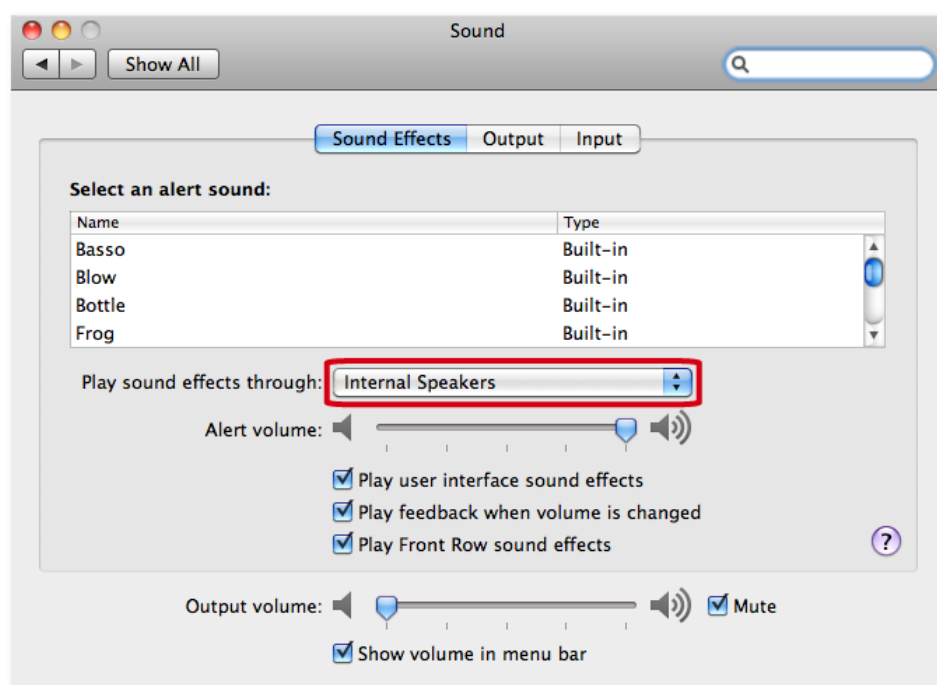 Sound
Show All
Sound Effects Output Input
Select an alert sound:
Name Type
Basso Built-in
Blow Built-in
Bottle Built-in
Frog Built-in
Play sound effects through: Internal Speakers
Alert volume:
Play user interface sound effects
Play feedback when volume is changed
Play Front Row sound effects
?
Output volume: Mute
Show volume in menu bar